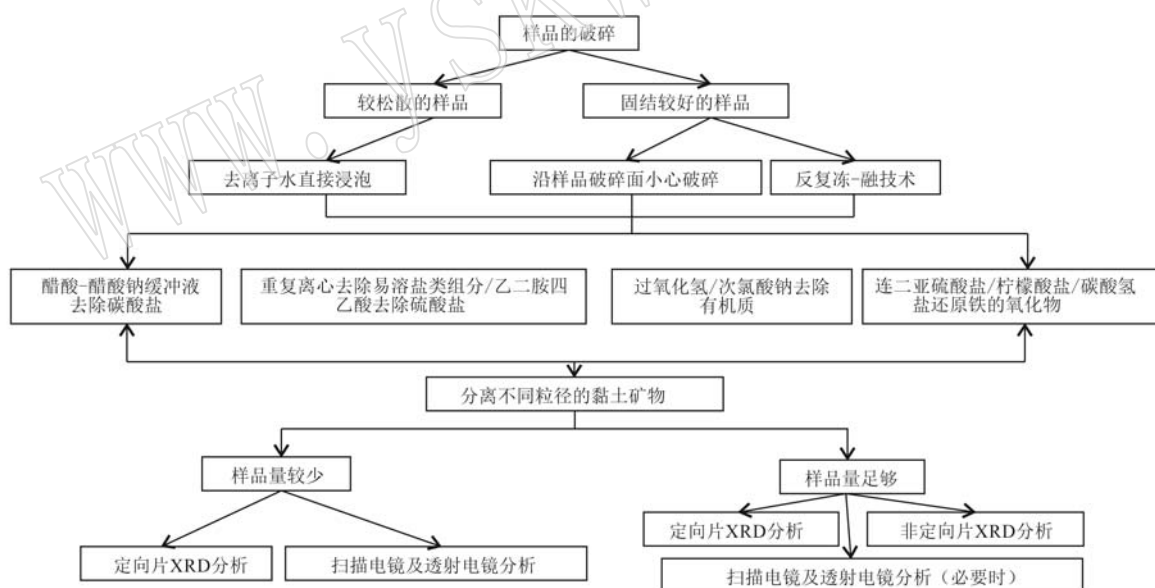 样品的破碎
较松散的样品
固结较好的样品
去离子水直接浸泡
沿样品破碎面小心破碎
反复冻-融技术
醋酸-醋酸钠缓冲液
去除碳酸盐
重复离心去除易溶盐类组分/乙二胺四
乙酸去除硫酸盐
过氧化氢/次氯酸钠去除
有机质
连二亚硫酸盐/柠檬酸盐/碳酸氢
盐还原铁的氧化物
分离不同粒径的黏土矿物
样品量较少
样品量足够
定向片XRD分析
非定向片XRD分析
定向片XRD分析
扫描电镜及透射电镜分析
扫描电镜及透射电镜分析（必要时）